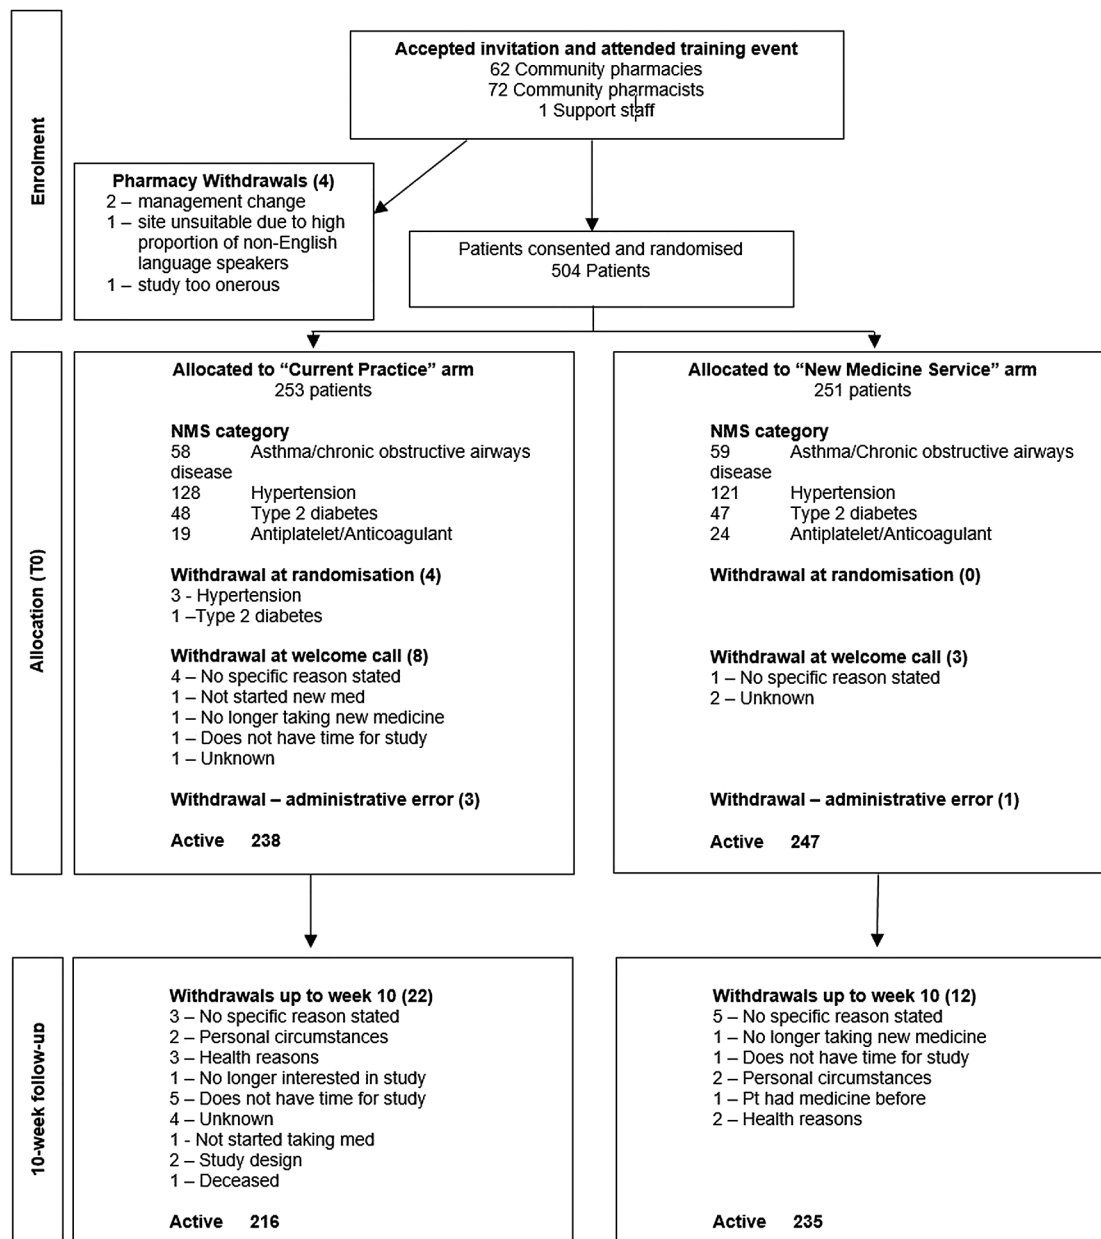 Enrolment
Accepted invitation and attended training event
62 Community pharmacies
72 Community pharmacists
1 Support staff
Pharmacy Withdrawals (4)
2 – management change
1 – site unsuitable due to high
proportion of non-English
language speakers
1 – study too onerous
Patients consented and randomised
504 Patients
Allocation (T0)
Allocated to “Current Practice” arm
253 patients
NMS category
58 Asthma/chronic obstructive airways
disease
128 Hypertension
48 Type 2 diabetes
19 Antiplatelet/Anticoagulant
Withdrawal at randomisation (4)
3 - Hypertension
1 –Type 2 diabetes
Withdrawal at welcome call (8)
4 – No specific reason stated
1 – Not started new med
1 – No longer taking new medicine
1 – Does not have time for study
1 – Unknown
Withdrawal – administrative error (3)
Active 238
Allocated to “New Medicine Service” arm
251 patients
NMS category
59 Asthma/Chronic obstructive airways
disease
121 Hypertension
47 Type 2 diabetes
24 Antiplatelet/Anticoagulant
Withdrawal at randomisation (0)
Withdrawal at welcome call (3)
1 – No specific reason stated
2 – Unknown
Withdrawal – administrative error (1)
Active 247
10-week follow-up
Withdrawals up to week 10 (22)
3 – No specific reason stated
2 – Personal circumstances
3 – Health reasons
1 – No longer interested in study
5 – Does not have time for study
4 – Unknown
1 - Not started taking med
2 – Study design
1 – Deceased
Active 216
Withdrawals up to week 10 (12)
5 – No specific reason stated
1 – No longer taking new medicine
1 – Does not have time for study
2 – Personal circumstances
1 – Pt had medicine before
2 – Health reasons
Active 235